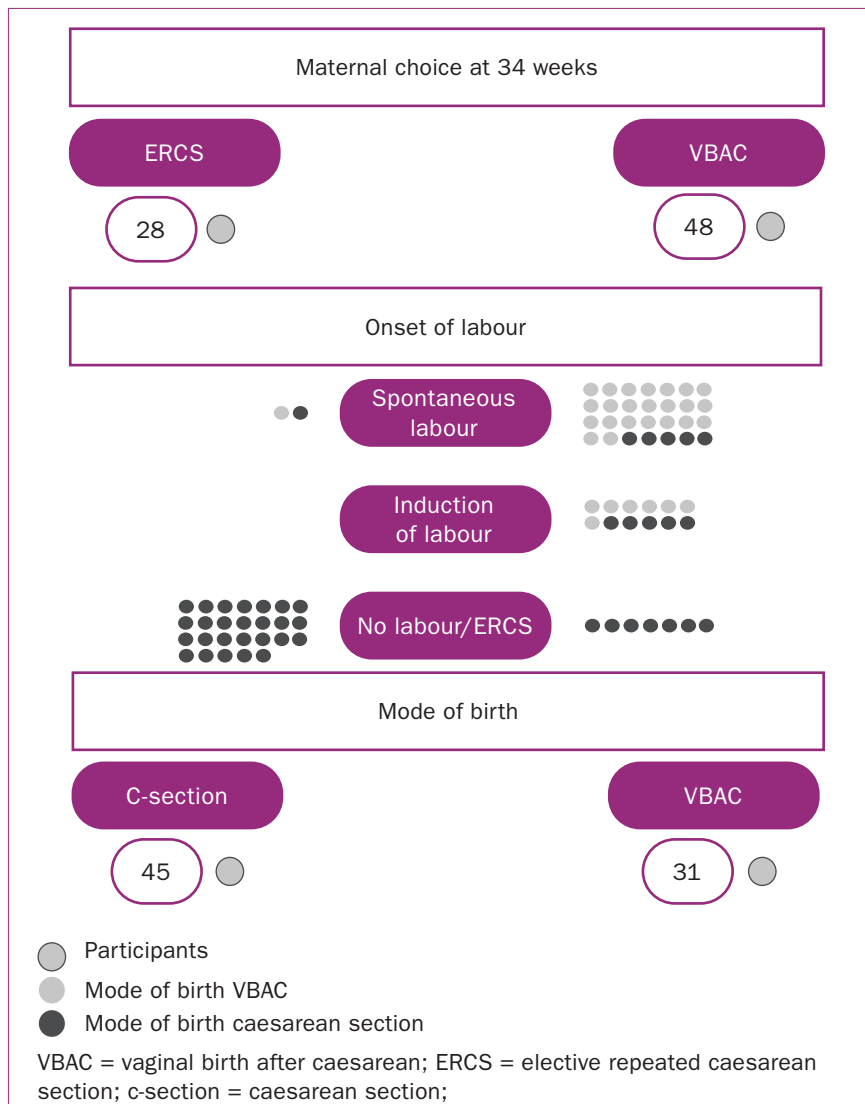 Maternal choice at 34 weeks
ERCS
VBAC
28
48
Onset of labour
Spontaneous
labour
Induction
of labour
No labour/ERCS
Mode of birth
C-section
VBAC
45
31
Participants
Mode of birth VBAC
Mode of birth caesarean section
VBAC = vaginal birth after caesarean; ERCS = elective repeated caesarean
section; c-section = caesarean section;